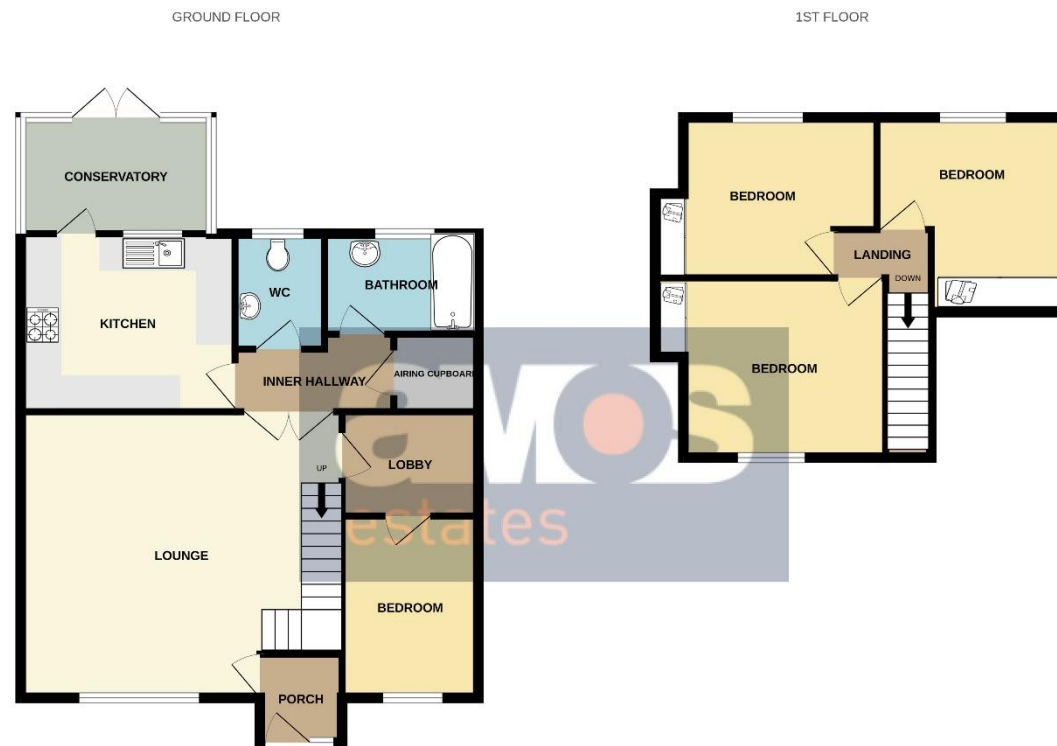 GROUND FLOOR
1ST FLOOR
CONSERVATORY
KITCHEN
WC
BATHROOM
INNER HALLWAY
AIRING CUPBOARD
UP
LOBBY
LOUNGE
BEDROOM
PORCH
BEDROOM
BEDROOM
LANDING
DOWN
BEDROOM
amos
estates